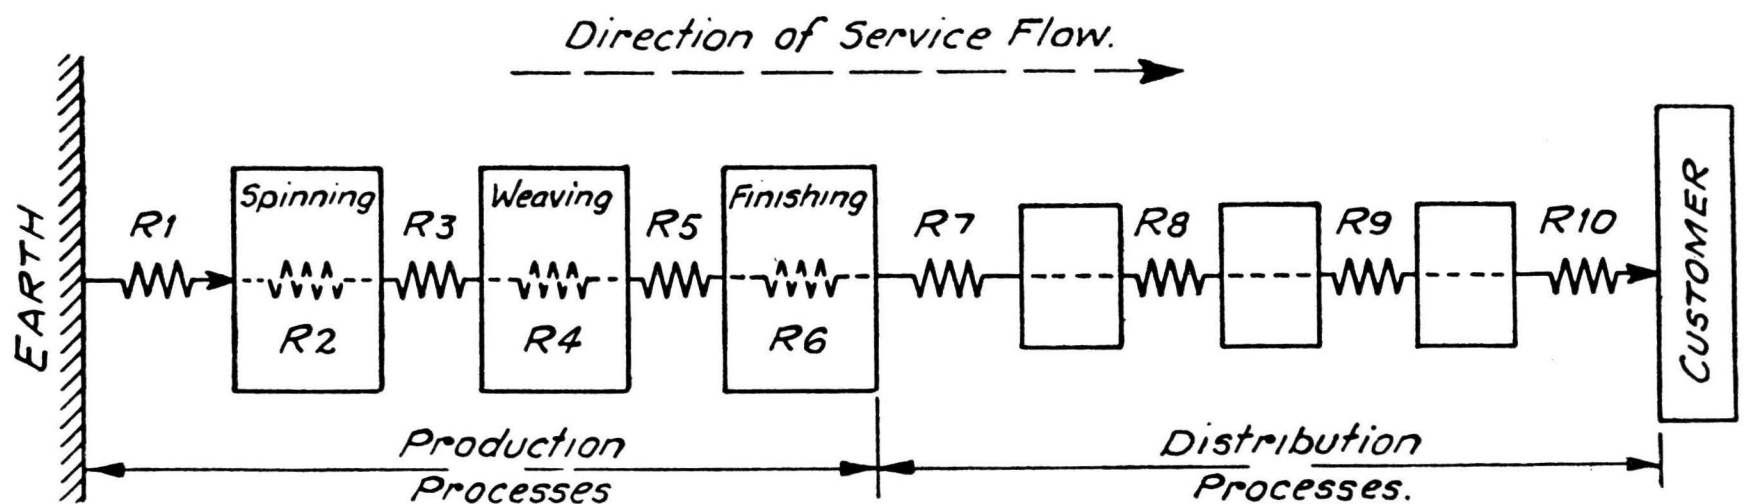 Direction of Service Flow.
EARTH
R1
Spinning
R2
R3
Weaving
R4
R5
Finishing
R6
R7
R8
R9
R10
CUSTOMER
Production
Processes
Distribution
Processes.